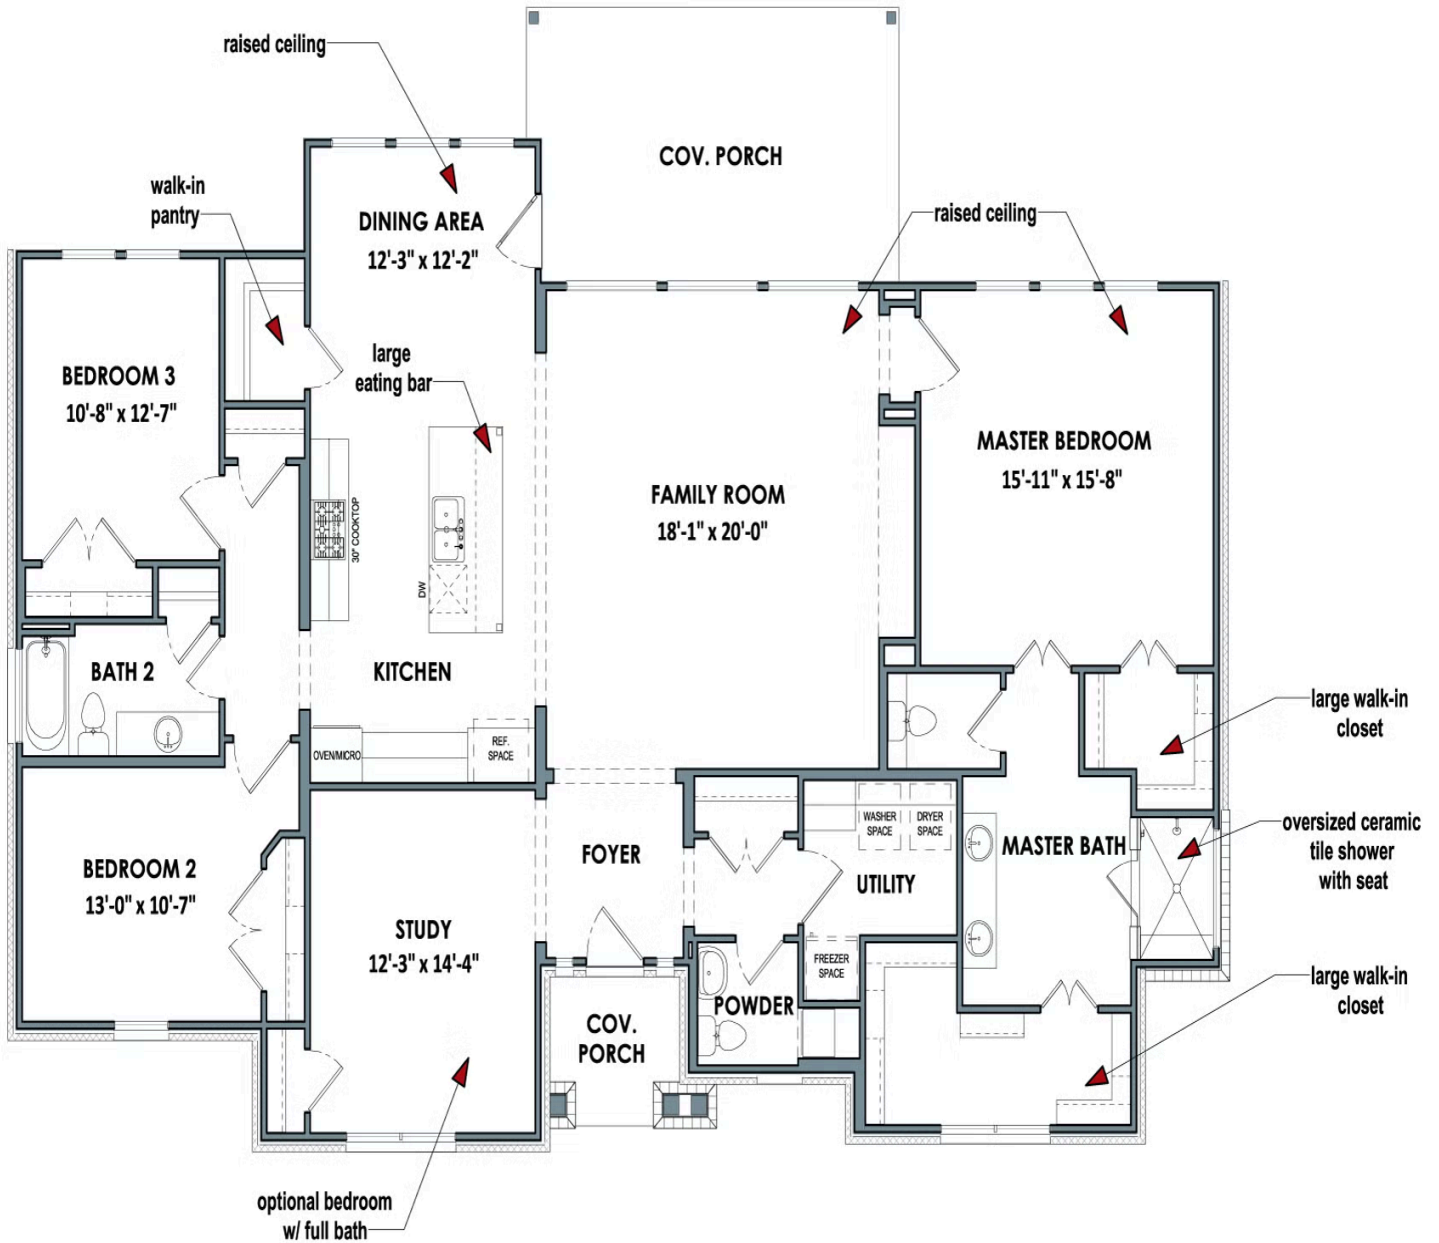 raised ceiling
COV. PORCH
walk-in
pantry
raised ceiling
DINING AREA
12'-3" x 12'-2"
large
eating bar
BEDROOM 3
10'-8" x 12'-7"
MASTER BEDROOM
15'-11" x 15'-8"
FAMILY ROOM
18'-1" x 20'-0"
30" COOKTOP
DW
BATH 2
KITCHEN
large walk-in
closet
OVEN/MICRO
REF.
SPACE
WASHER
SPACE
DRYER
SPACE
oversized ceramic
tile shower
with seat
MASTER BATH
FOYER
BEDROOM 2
13'-0" x 10'-7"
UTILITY
STUDY
12'-3" x 14'-4"
FREEZER
SPACE
large walk-in
closet
POWDER
COV.
PORCH
optional bedroom
w/ full bath